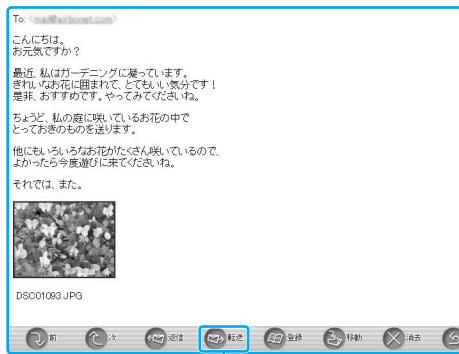 To:
こんにちは。
お元気ですか?
最近、私はガーデニングに凝っています。
きれいなお花に囲まれて、とてもいい気分です!
是非、おすすめです。やってみてくださいね。
ちょうど、私の庭に咲いているお花の中で
とっておきのものを送ります。
他にもいろいろなお花がたくさん咲いているので、
よかったら今度遊びに来てくださいね。
それでは、また。
DSC01093.JPG
前 次 返信 転送 登録 移動 消去